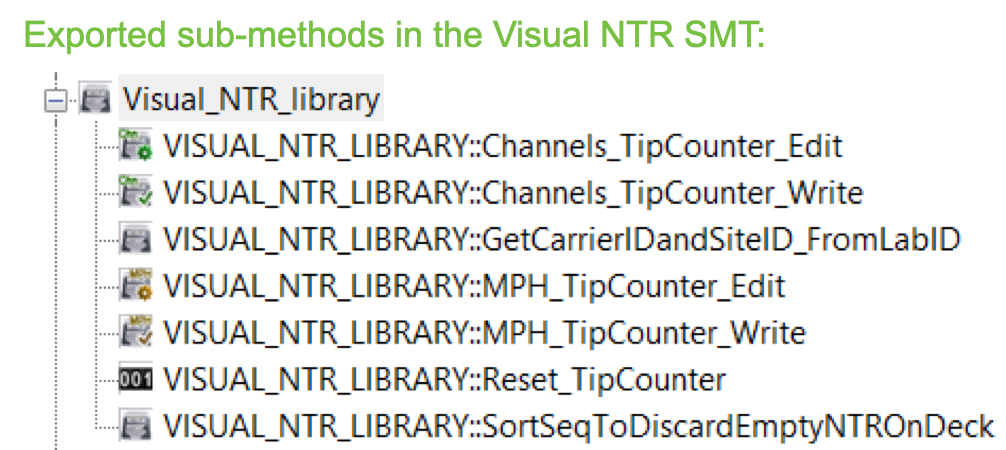 Exported sub-methods in the Visual NTR SMT:
Visual_NTR_library
VISUAL_NTR_LIBRARY::Channels_TipCounter_Edit
VISUAL_NTR_LIBRARY::Channels_TipCounter_Write
VISUAL_NTR_LIBRARY::GetCarrierIDandSiteID_FromLabID
VISUAL_NTR_LIBRARY::MPH_TipCounter_Edit
VISUAL_NTR_LIBRARY::MPH_TipCounter_Write
001 VISUAL_NTR_LIBRARY::Reset_TipCounter
VISUAL_NTR_LIBRARY::SortSeqToDiscardEmptyNTROnDeck